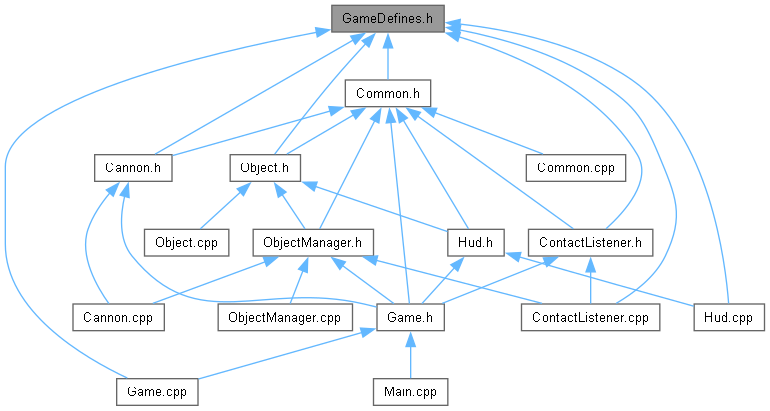 GameDefines.h
Common.h
Cannon.h
Object.h
Common.cpp
Object.cpp
ObjectManager.h
Hud.h
ContactListener.h
Cannon.cpp
ObjectManager.cpp
Game.h
ContactListener.cpp
Hud.cpp
Game.cpp
Main.cpp